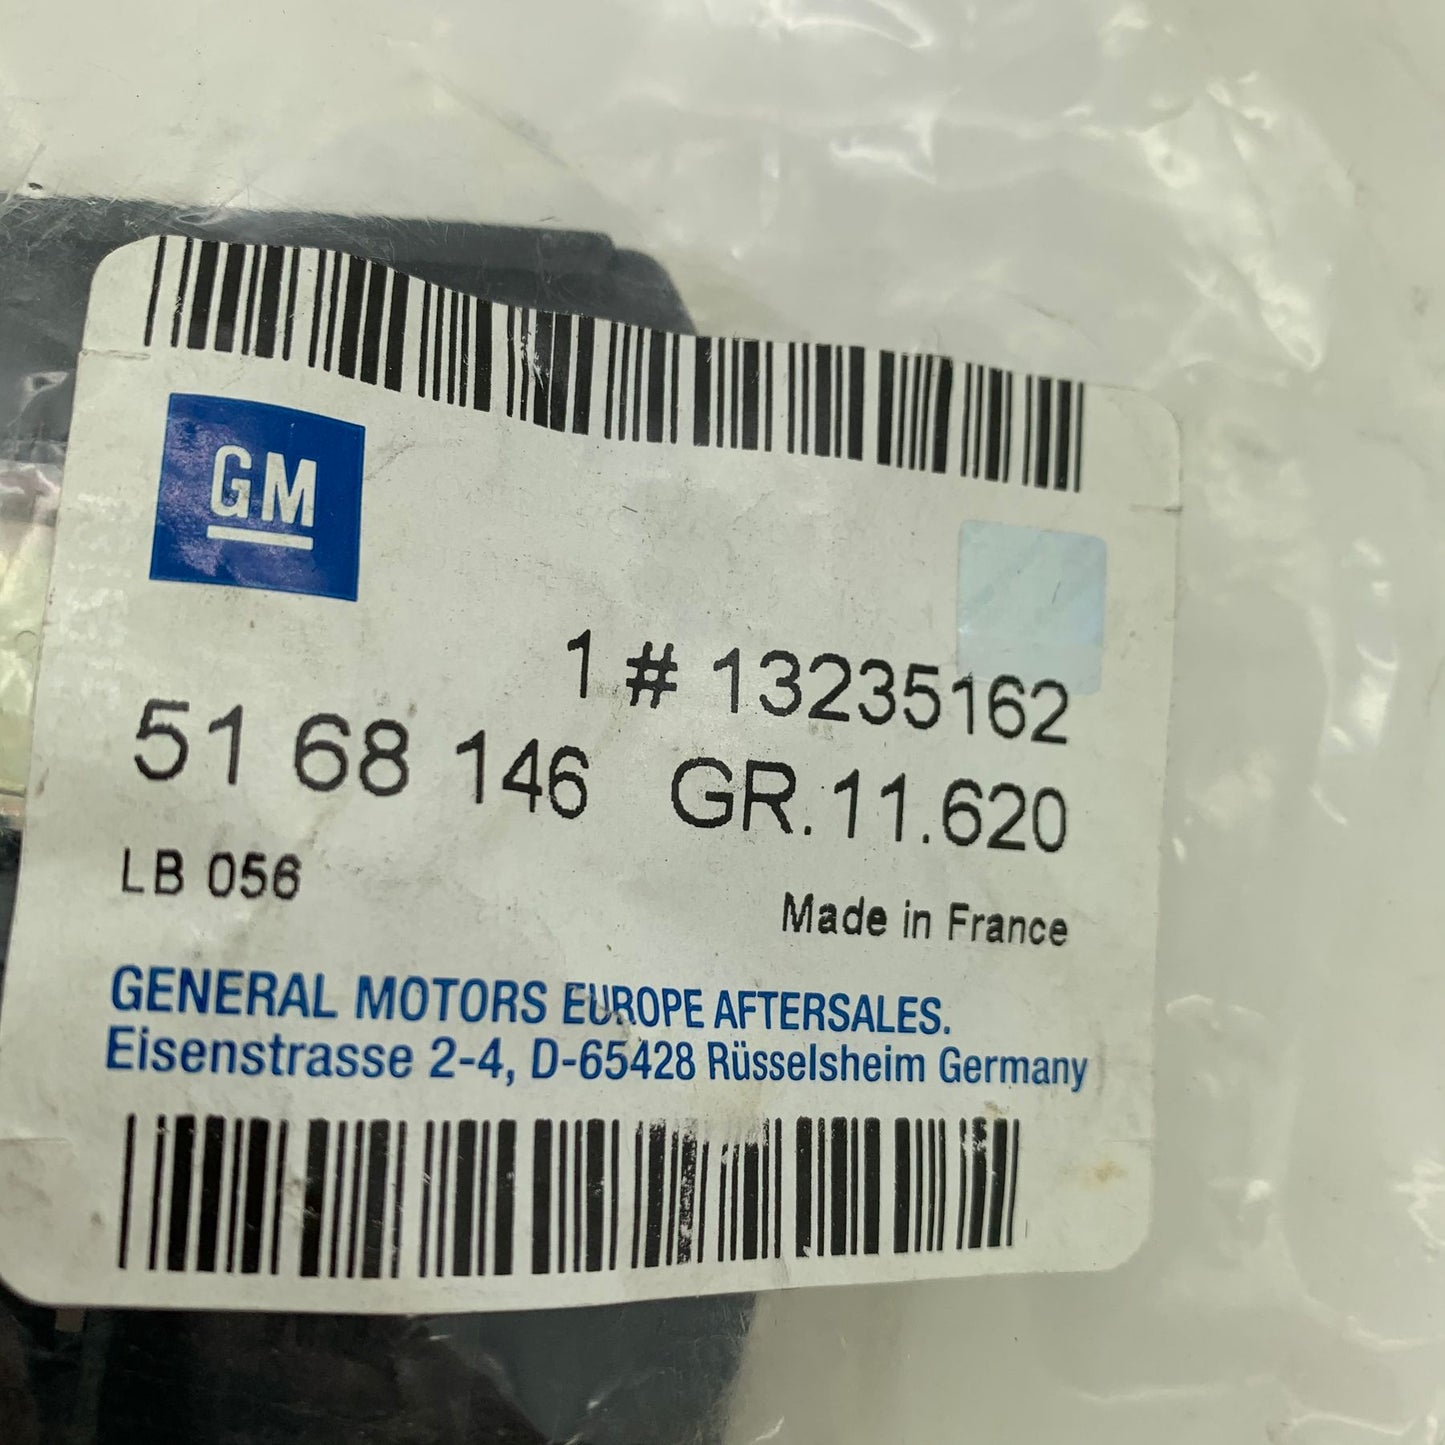 GM
1 # 13235162
51 68 146 GR.11.620
LB 056
Made in France
GENERAL MOTORS EUROPE AFTERSALES.
Eisenstrasse 2-4, D-65428 Rüsselsheim Germany